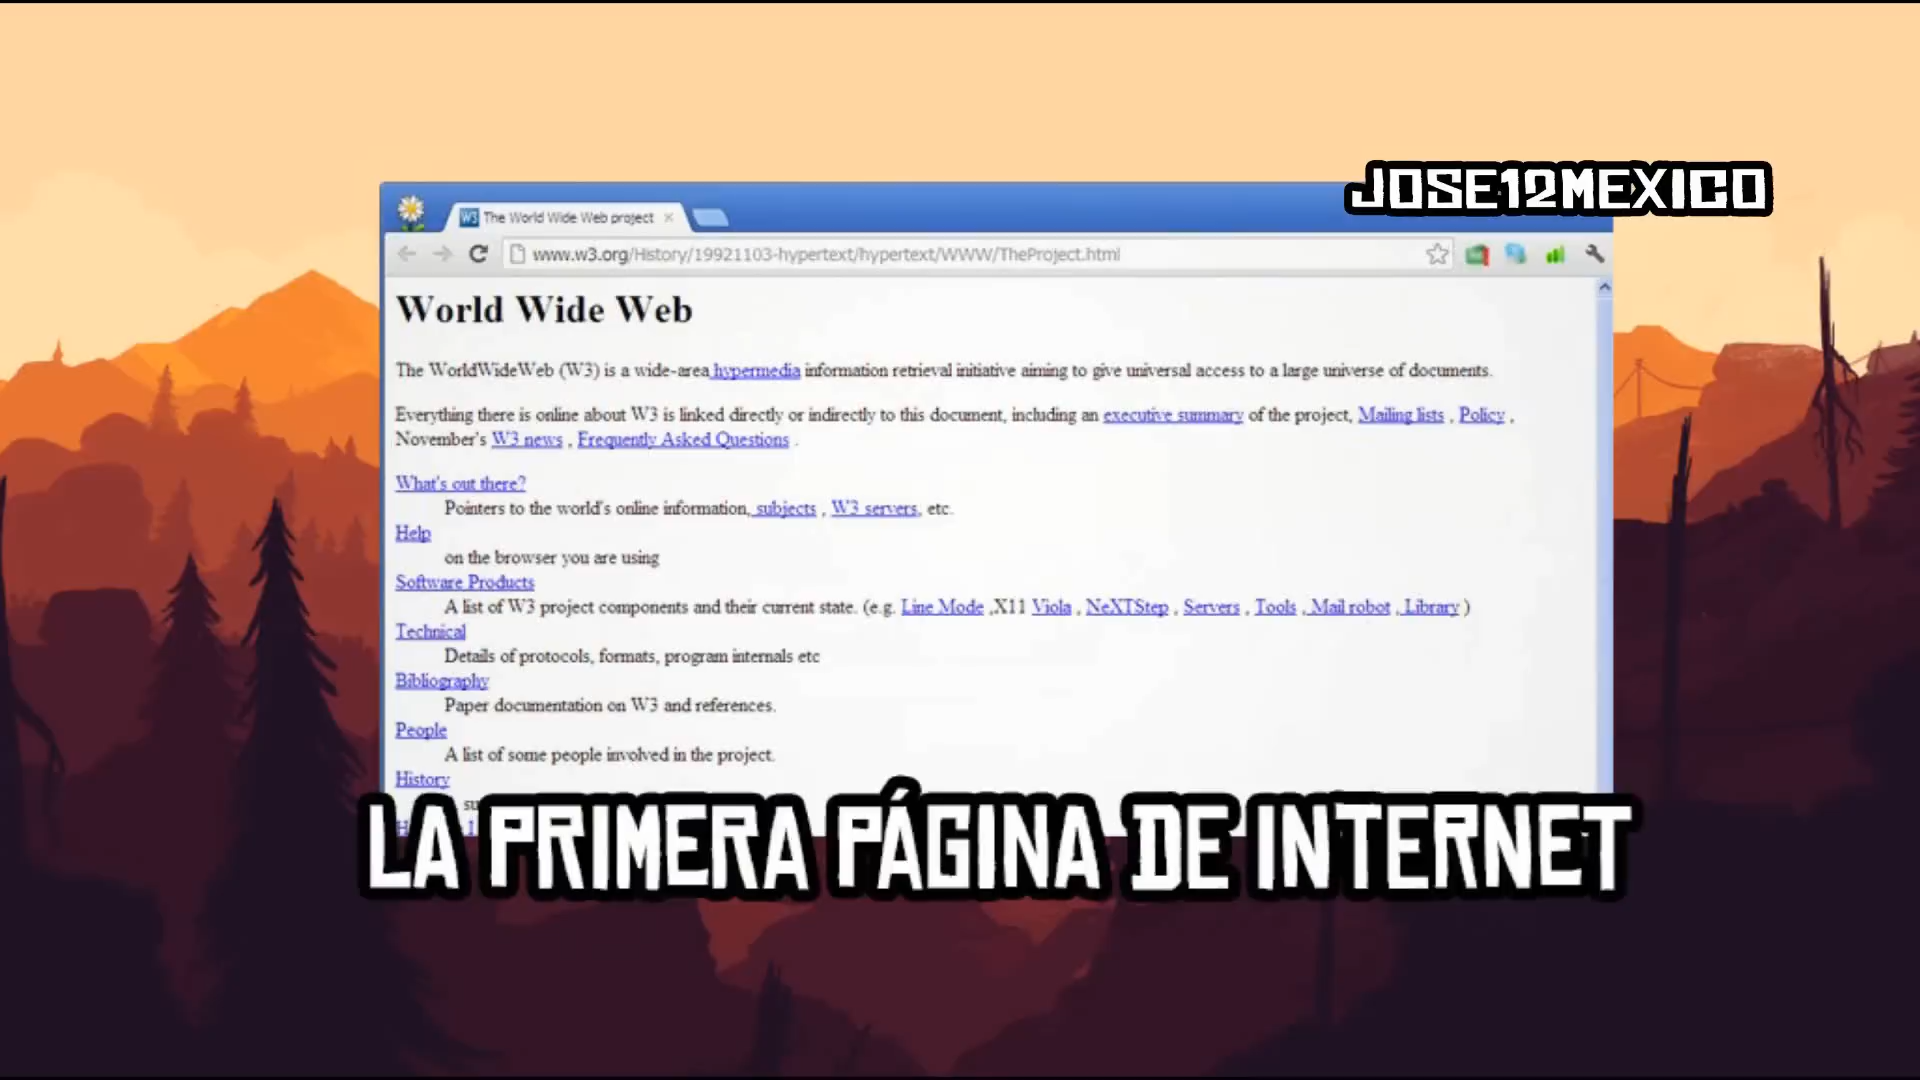 JOSE12MEXICO
W3 The World Wide Web project
www.w3.org/History/19921103-hypertext/hypertext/WWW/TheProject.html
World Wide Web
The WorldWideWeb (W3) is a wide-area hypermedia information retrieval initiative aiming to give universal access to a large universe of documents.
Everything there is online about W3 is linked directly or indirectly to this document, including an executive summary of the project, Mailing lists , Policy ,
November's W3 news , Frequently Asked Questions .
What's out there?
Pointers to the world's online information, subjects , W3 servers, etc.
Help
on the browser you are using
Software Products
A list of W3 project components and their current state. (e.g. Line Mode ,X11 Viola , NeXTStep , Servers , Tools , Mail robot , Library )
Technical
Details of protocols, formats, program internals etc
Bibliography
Paper documentation on W3 and references.
People
A list of some people involved in the project.
History
LA PRIMERA PÁGINA DE INTERNET